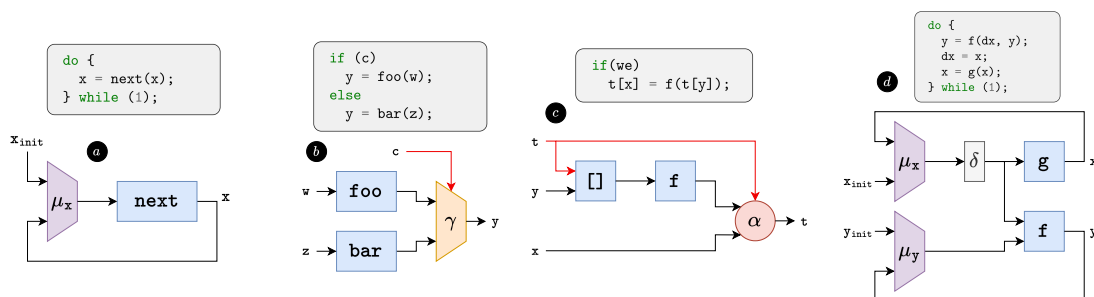 do {
  x = next(x);
} while (1);
a
x_init
μ_x
next
x
if (c)
  y = foo(w);
else
  y = bar(z);
b
c
w
foo
z
bar
γ
y
if(we)
  t[x] = f(t[y]);
c
t
y
[]
f
x
α
t
do {
  y = f(dx, y);
  dx = x;
  x = g(x);
} while (1);
d
μ_x
δ
g
x
x_init
y_init
μ_y
f
y